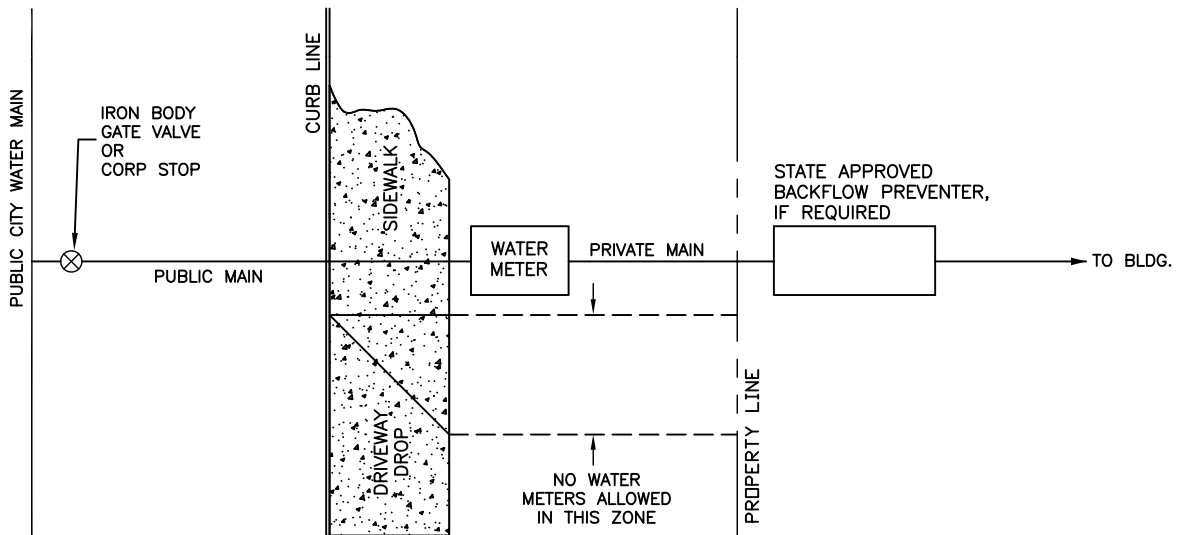 PUBLIC CITY WATER MAIN
IRON BODY
GATE VALVE
OR
CORP STOP
PUBLIC MAIN
CURB LINE
SIDEWALK
DRIVEWAY
DROP
WATER
METER
PRIVATE MAIN
NO WATER
METERS ALLOWED
IN THIS ZONE
PROPERTY LINE
STATE APPROVED
BACKFLOW PREVENTER,
IF REQUIRED
TO BLDG.